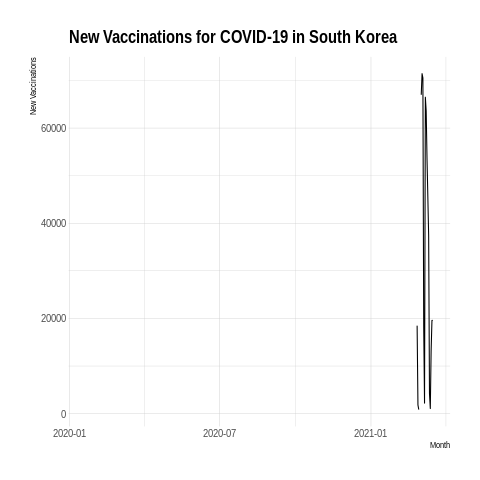 New Vaccinations for COVID-19 in South Korea
New Vaccinations
60000
40000
20000
0
2020-01
2020-07
2021-01
Month